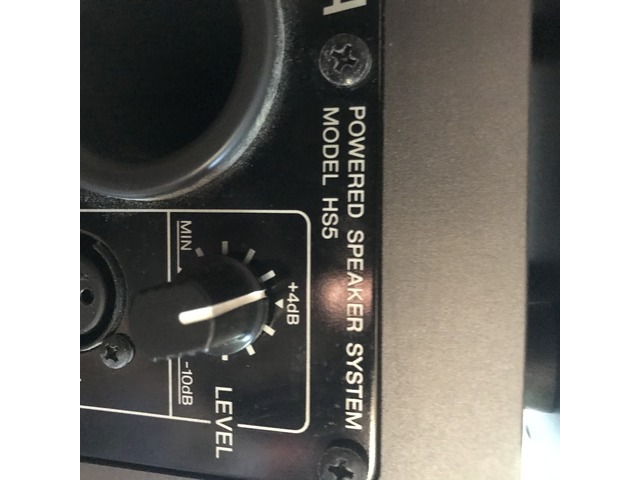 POWERED SPEAKER SYSTEM
MODEL HS5
+4dB
MIN
-10dB
LEVEL